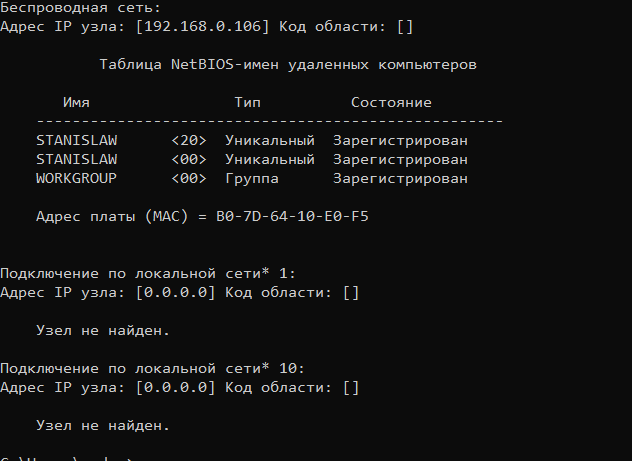 Беспроводная сеть:
Адрес IP узла: [192.168.0.106] Код области: []
Таблица NetBIOS-имен удаленных компьютеров
Имя Тип Состояние
----------------------------------------------------
STANISLAW <20> Уникальный Зарегистрирован
STANISLAW <00> Уникальный Зарегистрирован
WORKGROUP <00> Группа Зарегистрирован
Адрес платы (MAC) = B0-7D-64-10-E0-F5
Подключение по локальной сети* 1:
Адрес IP узла: [0.0.0.0] Код области: []
Узел не найден.
Подключение по локальной сети* 10:
Адрес IP узла: [0.0.0.0] Код области: []
Узел не найден.